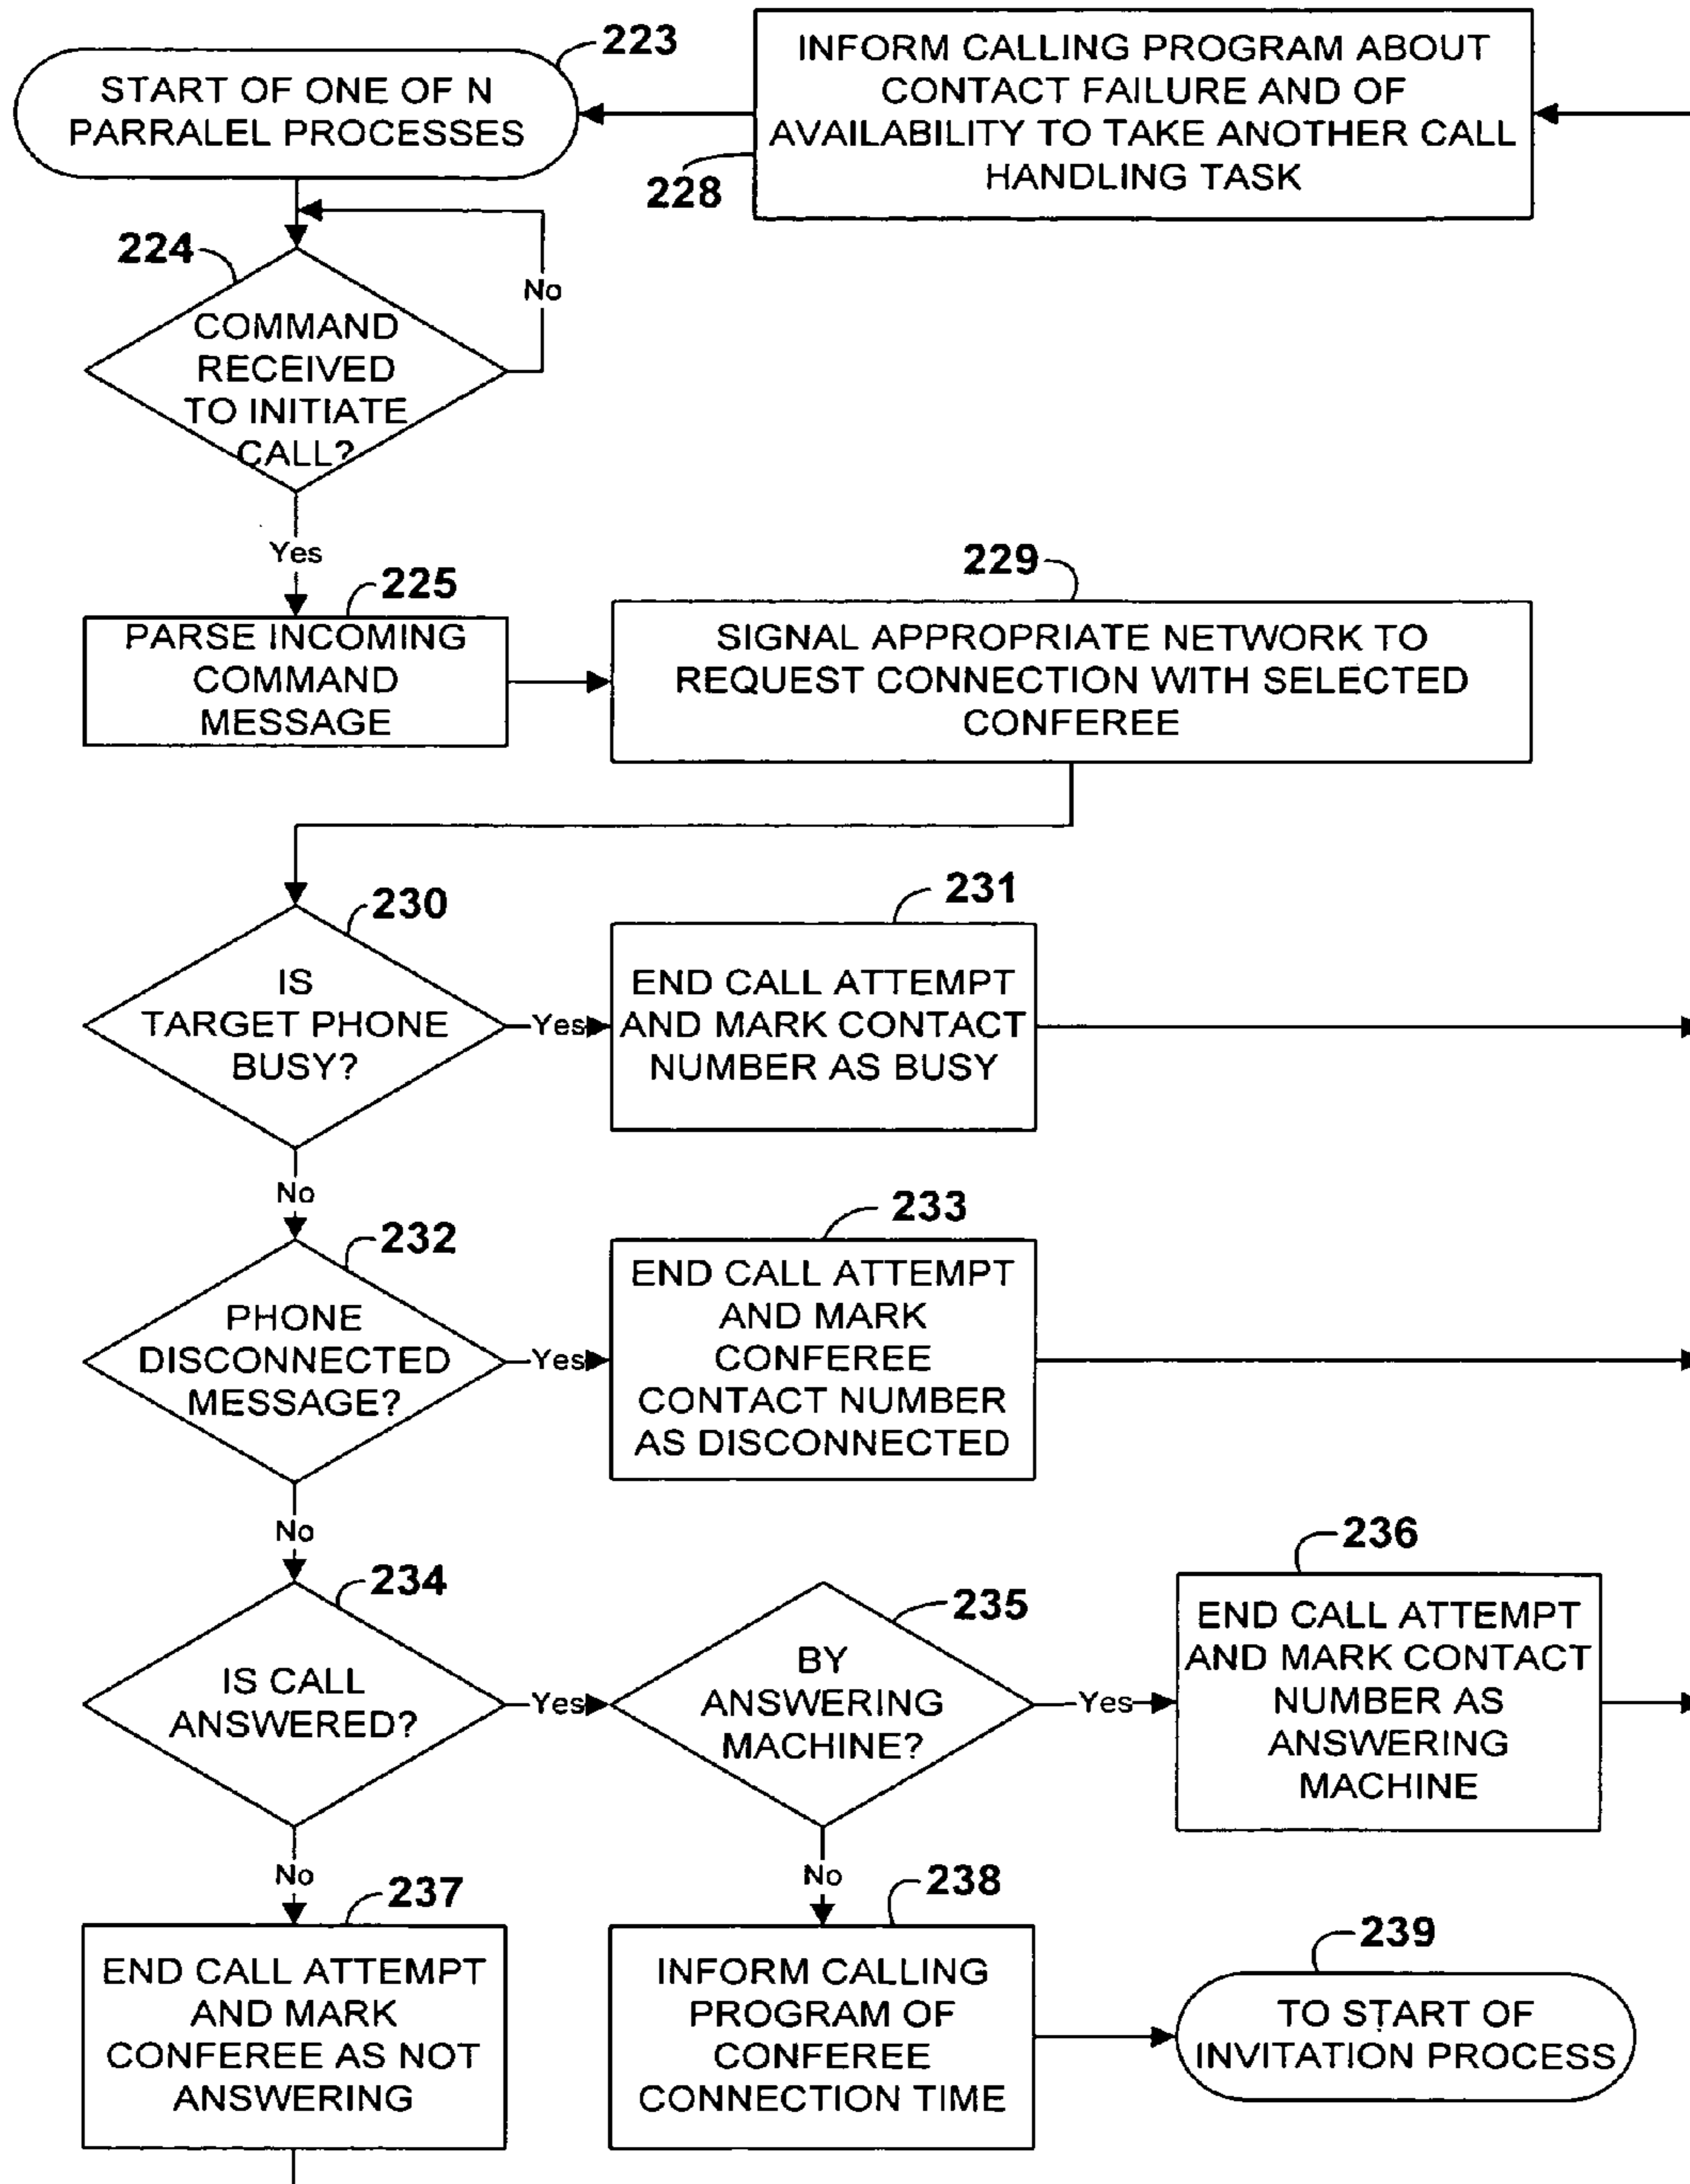 223
START OF ONE OF N
PARRALEL PROCESSES
INFORM CALLING PROGRAM ABOUT
CONTACT FAILURE AND OF
AVAILABILITY TO TAKE ANOTHER CALL
HANDLING TASK
228
224
No
COMMAND
RECEIVED
TO INITIATE
CALL?
Yes
225
PARSE INCOMING
COMMAND
MESSAGE
229
SIGNAL APPROPRIATE NETWORK TO
REQUEST CONNECTION WITH SELECTED
CONFEREE
230
IS
TARGET PHONE
BUSY?
Yes
231
END CALL ATTEMPT
AND MARK CONTACT
NUMBER AS BUSY
No
232
PHONE
DISCONNECTED
MESSAGE?
Yes
233
END CALL ATTEMPT
AND MARK
CONFEREE
CONTACT NUMBER
AS DISCONNECTED
No
234
IS CALL
ANSWERED?
Yes
235
BY
ANSWERING
MACHINE?
Yes
236
END CALL ATTEMPT
AND MARK CONTACT
NUMBER AS
ANSWERING
MACHINE
No
237
END CALL ATTEMPT
AND MARK
CONFEREE AS NOT
ANSWERING
No
238
INFORM CALLING
PROGRAM OF
CONFEREE
CONNECTION TIME
239
TO START OF
INVITATION PROCESS